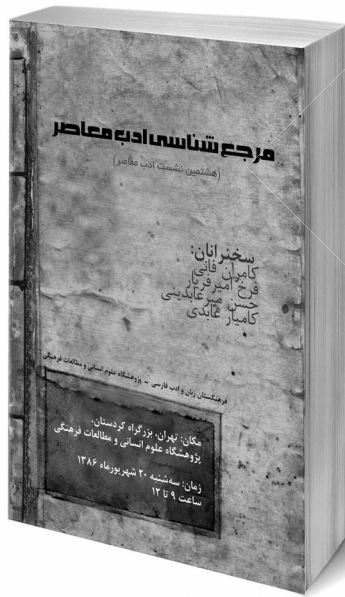 مرجع شناسی ادب معاصر
(هشتمین نشست ادب معاصر)
سخنرانان:
کامران فانی
فرخ امیرفریار
حسن میرعابدینی
کامیار عابدی
فرهنگستان زبان و ادب فارسی - پژوهشگاه علوم انسانی و مطالعات فرهنگی
مکان: تهران، بزرگراه کردستان،
پژوهشگاه علوم انسانی و مطالعات فرهنگی
زمان: سه‌شنبه ۲۰ شهریورماه ۱۳۸۶
ساعت ۹ تا ۱۲